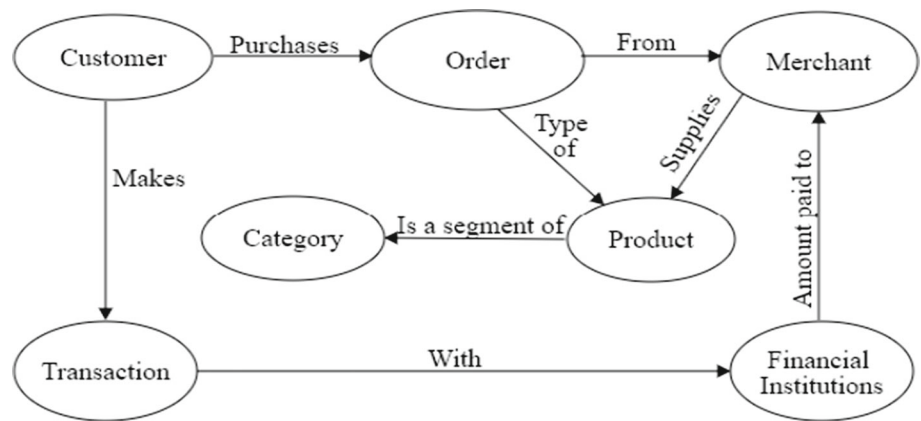 Customer
Purchases
Order
From
Merchant
Makes
Type
of
Supplies
Category
Is a segment of
Product
Amount paid to
Transaction
With
Financial
Institutions